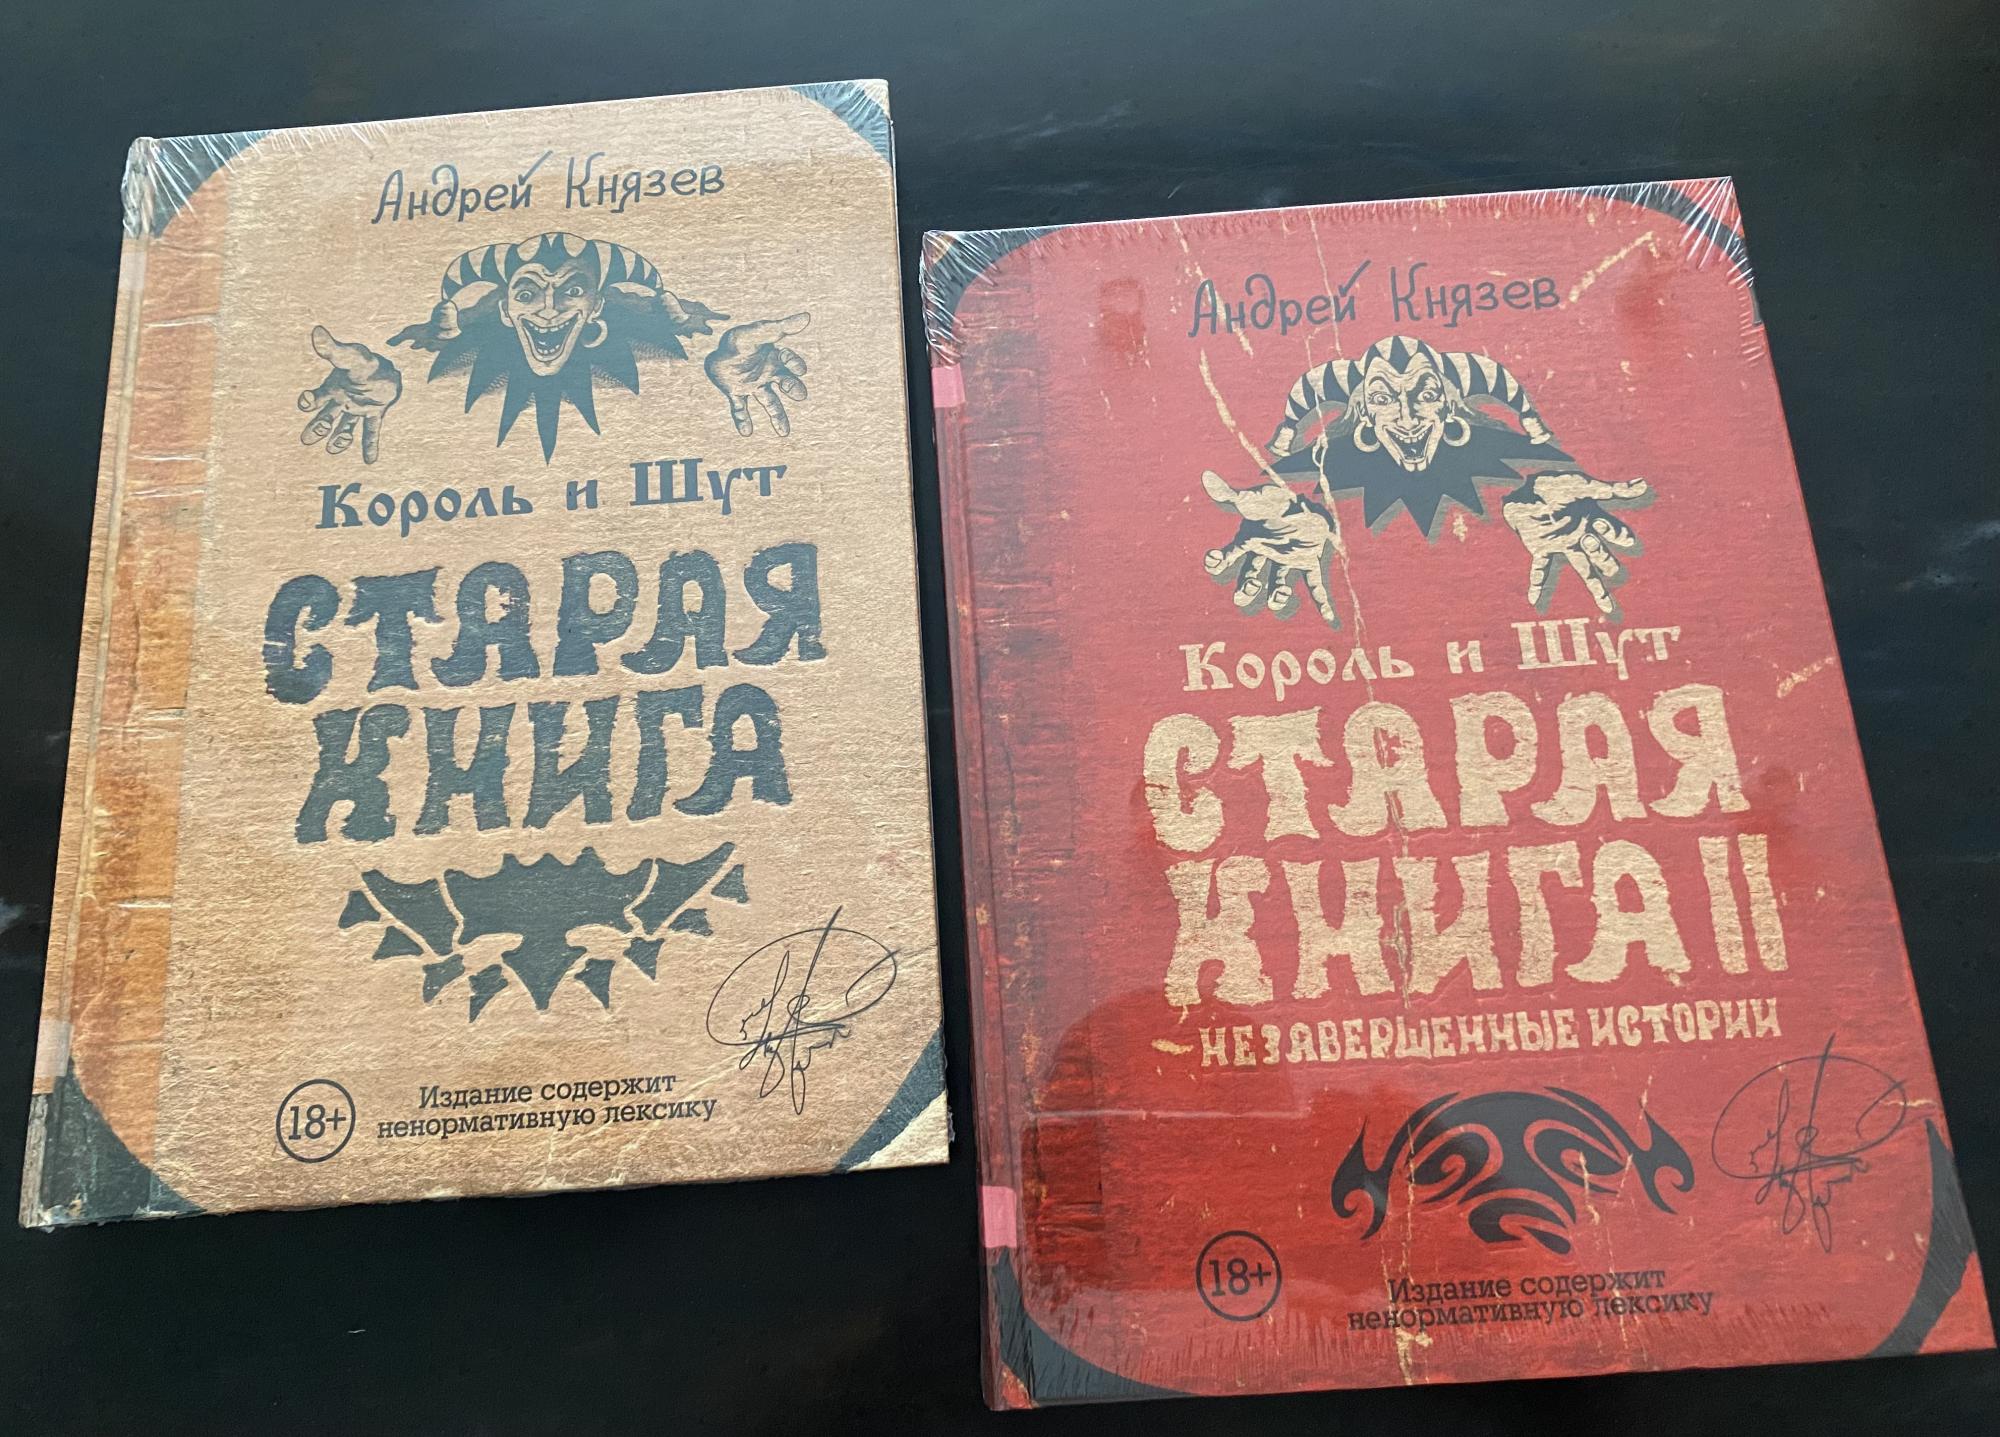 Андрей Князев
Король и Шут
СТАРАЯ
КНИГА
18+
Издание содержит
ненормативную лексику
Андрей Князев
Король и Шут
СТАРАЯ
КНИГА II
НЕЗАВЕРШЕННЫЕ ИСТОРИИ
18+
Издание содержит
ненормативную лексику